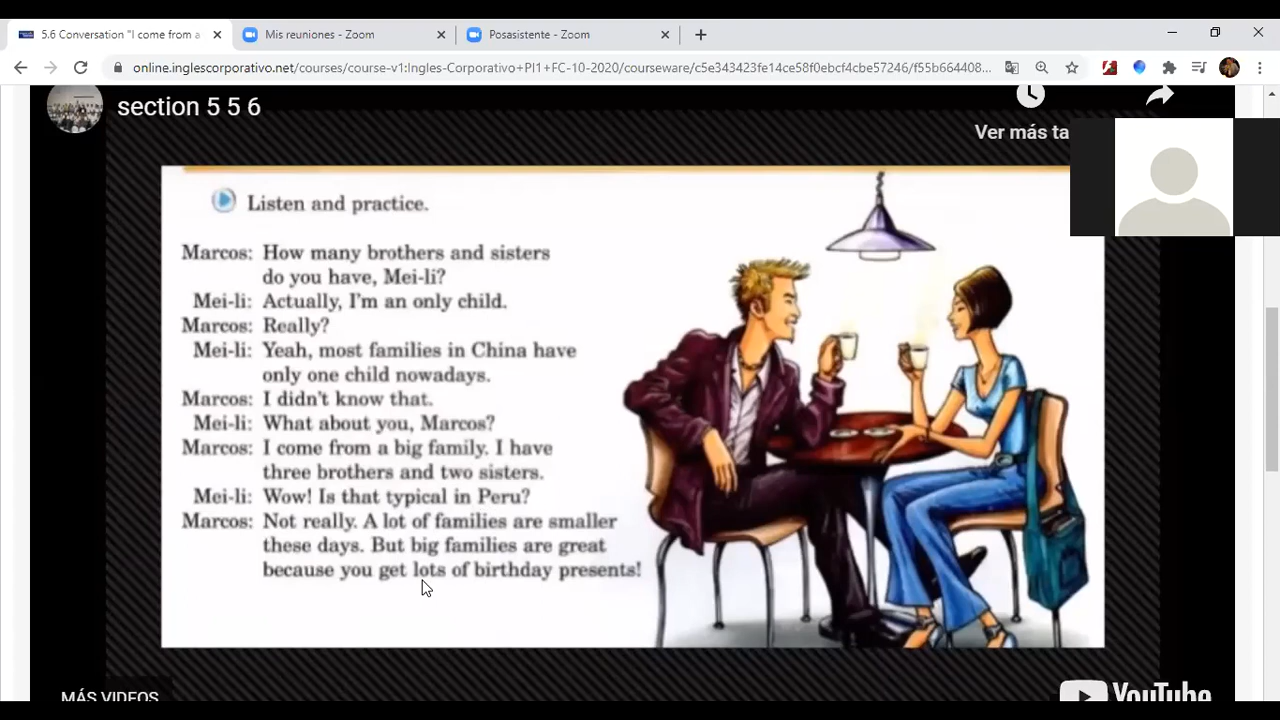 5.6 Conversation "I come from a
Mis reuniones - Zoom
Posasistente - Zoom
online.inglescorporativo.net/courses/course-v1:Ingles-Corporativo+PI1+FC-10-2020/courseware/c5e343423fe14ce58f0ebcf4cbe57246/f55b664408...
section 5 5 6
Ver más ta
Listen and practice.
Marcos: How many brothers and sisters
do you have, Mei-li?
Mei-li: Actually, I'm an only child.
Marcos: Really?
Mei-li: Yeah, most families in China have
only one child nowadays.
Marcos: I didn't know that.
Mei-li: What about you, Marcos?
Marcos: I come from a big family. I have
three brothers and two sisters.
Mei-li: Wow! Is that typical in Peru?
Marcos: Not really. A lot of families are smaller
these days. But big families are great
because you get lots of birthday presents!
MÁS VIDEOS
YouTube